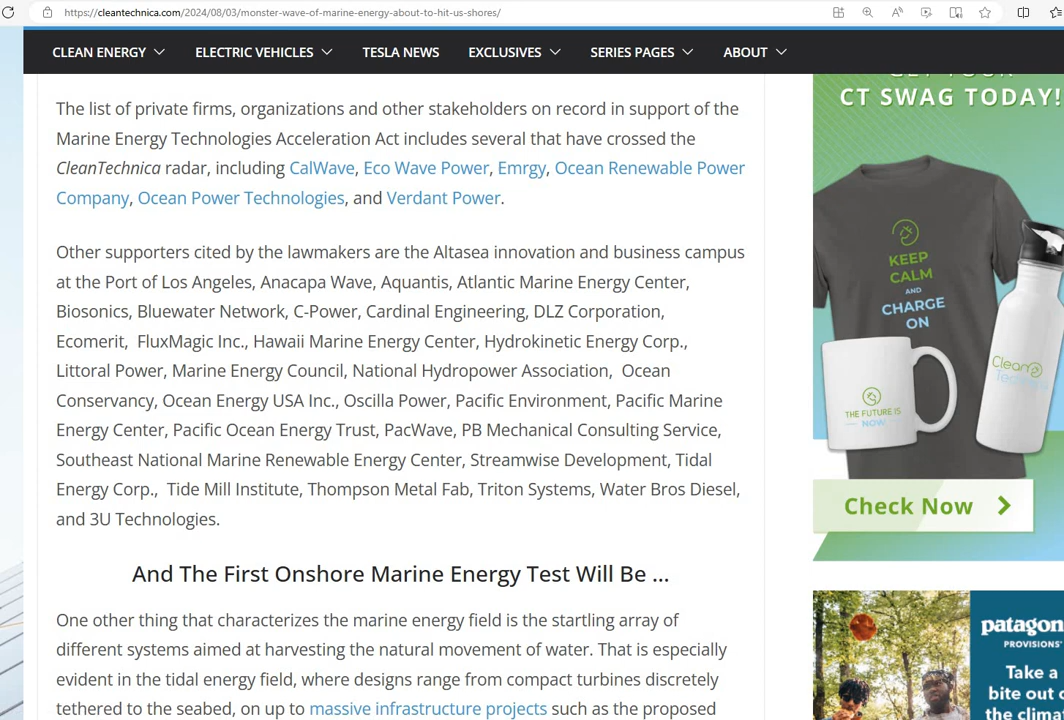 https://cleantechnica.com/2024/08/03/monster-wave-of-marine-energy-about-to-hit-us-shores/
CLEAN ENERGY
ELECTRIC VEHICLES
TESLA NEWS
EXCLUSIVES
SERIES PAGES
ABOUT
The list of private firms, organizations and other stakeholders on record in support of the
Marine Energy Technologies Acceleration Act includes several that have crossed the
CleanTechnica radar, including CalWave, Eco Wave Power, Emrgy, Ocean Renewable Power
Company, Ocean Power Technologies, and Verdant Power.
Other supporters cited by the lawmakers are the Altasea innovation and business campus
at the Port of Los Angeles, Anacapa Wave, Aquantis, Atlantic Marine Energy Center,
Biosonics, Bluewater Network, C-Power, Cardinal Engineering, DLZ Corporation,
Ecomerit,  FluxMagic Inc., Hawaii Marine Energy Center, Hydrokinetic Energy Corp.,
Littoral Power, Marine Energy Council, National Hydropower Association,  Ocean
Conservancy, Ocean Energy USA Inc., Oscilla Power, Pacific Environment, Pacific Marine
Energy Center, Pacific Ocean Energy Trust, PacWave, PB Mechanical Consulting Service,
Southeast National Marine Renewable Energy Center, Streamwise Development, Tidal
Energy Corp.,  Tide Mill Institute, Thompson Metal Fab, Triton Systems, Water Bros Diesel,
and 3U Technologies.
And The First Onshore Marine Energy Test Will Be …
One other thing that characterizes the marine energy field is the startling array of
different systems aimed at harvesting the natural movement of water. That is especially
evident in the tidal energy field, where designs range from compact turbines discretely
tethered to the seabed, on up to massive infrastructure projects such as the proposed
CT SWAG TODAY!
KEEP
CALM
AND
CHARGE
ON
THE FUTURE IS
NOW
Clean
Check Now
patagon
PROVISIONS
Take a
bite out o
the clima